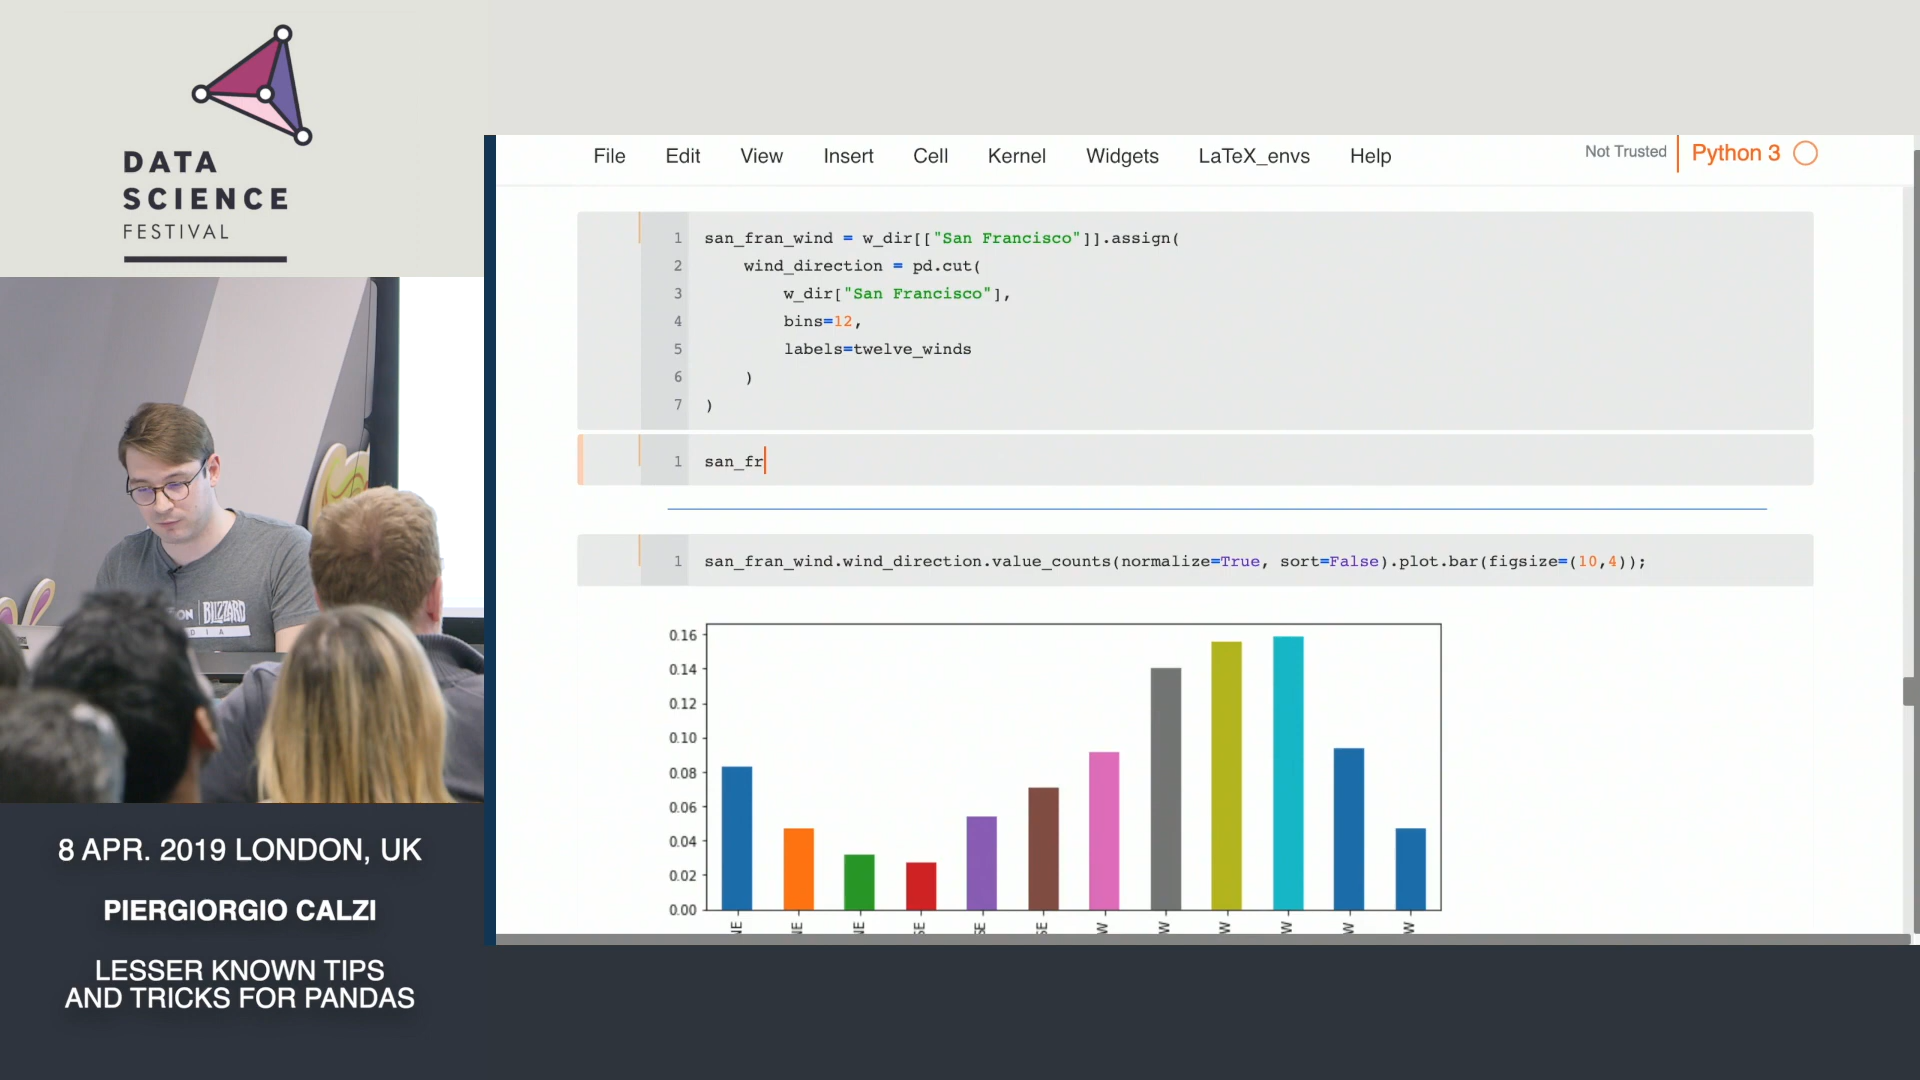 DATA
SCIENCE
FESTIVAL
BLIZZARD
8 APR. 2019 LONDON, UK
PIERGIORGIO CALZI
LESSER KNOWN TIPS
AND TRICKS FOR PANDAS
File Edit View Insert Cell Kernel Widgets LaTeX_envs Help Not Trusted Python 3
1 san_fran_wind = w_dir[["San Francisco"]].assign(
2 wind_direction = pd.cut(
3 w_dir["San Francisco"],
4 bins=12,
5 labels=twelve_winds
6 )
7 )
1 san_fr
1 san_fran_wind.wind_direction.value_counts(normalize=True, sort=False).plot.bar(figsize=(10,4));
0.16
0.14
0.12
0.10
0.08
0.06
0.04
0.02
0.00